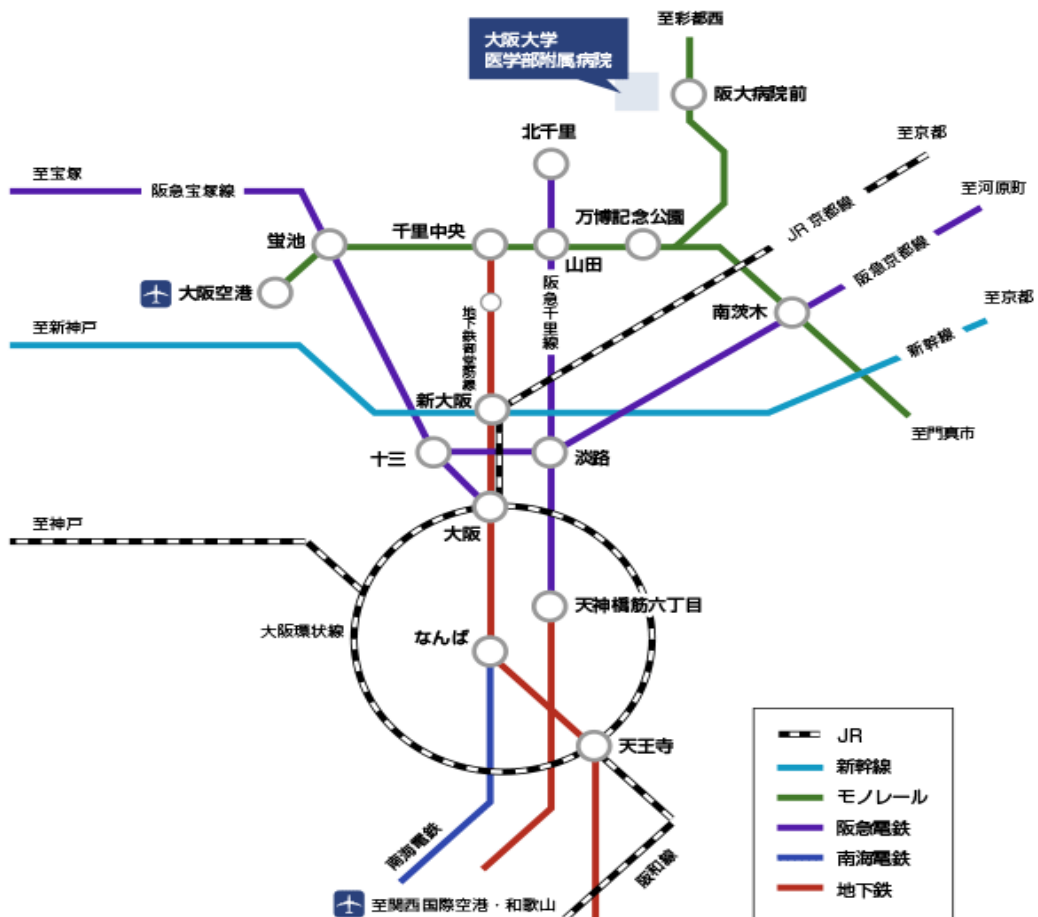 至彩都西
大阪大学
医学部附属病院
阪大病院前
北千里
至京都
至宝塚
阪急宝塚線
至河原町
万博記念公園
千里中央
JR 京都線
蛍池
山田
阪急京都線
大阪空港
阪急千里線
南茨木
至京都
至新神戸
地下鉄御堂筋線
新幹線
新大阪
至門真市
十三
淡路
至神戸
大阪
天神橋筋六丁目
大阪環状線
なんば
天王寺
JR
新幹線
モノレール
阪急電鉄
南海電鉄
地下鉄
南海電鉄
阪和線
至関西国際空港・和歌山